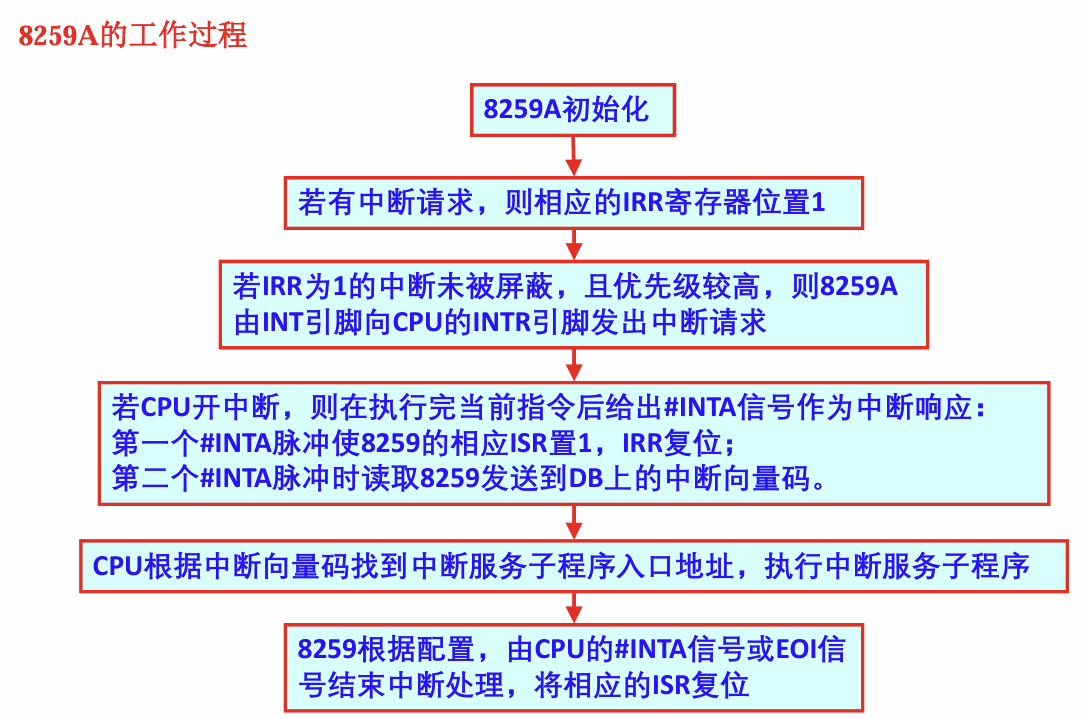 8259A的工作过程
8259A初始化
若有中断请求，则相应的IRR寄存器位置1
若IRR为1的中断未被屏蔽，且优先级较高，则8259A
由INT引脚向CPU的INTR引脚发出中断请求
若CPU开中断，则在执行完当前指令后给出#INTA信号作为中断响应：
第一个#INTA脉冲使8259的相应ISR置1，IRR复位；
第二个#INTA脉冲时读取8259发送到DB上的中断向量码。
CPU根据中断向量码找到中断服务子程序入口地址，执行中断服务子程序
8259根据配置，由CPU的#INTA信号或EOI信
号结束中断处理，将相应的ISR复位